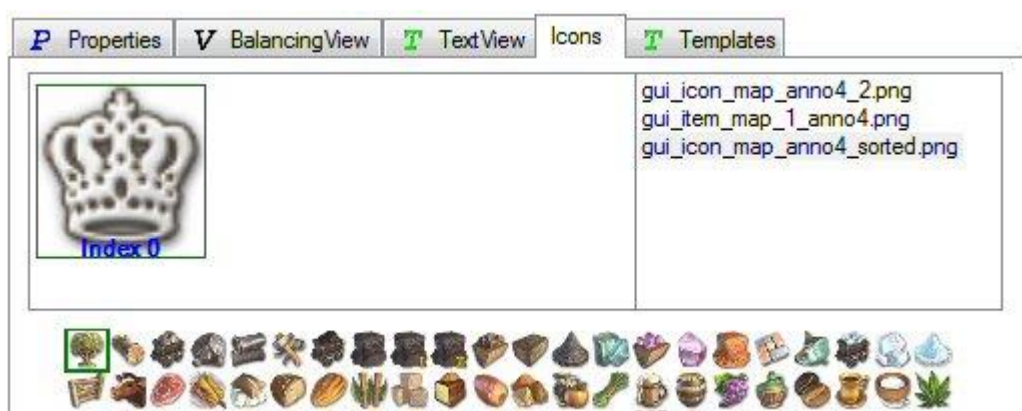 P Properties V BalancingView T TextView Icons T Templates
gui_icon_map_anno4_2.png
gui_item_map_1_anno4.png
gui_icon_map_anno4_sorted.png
Index 0